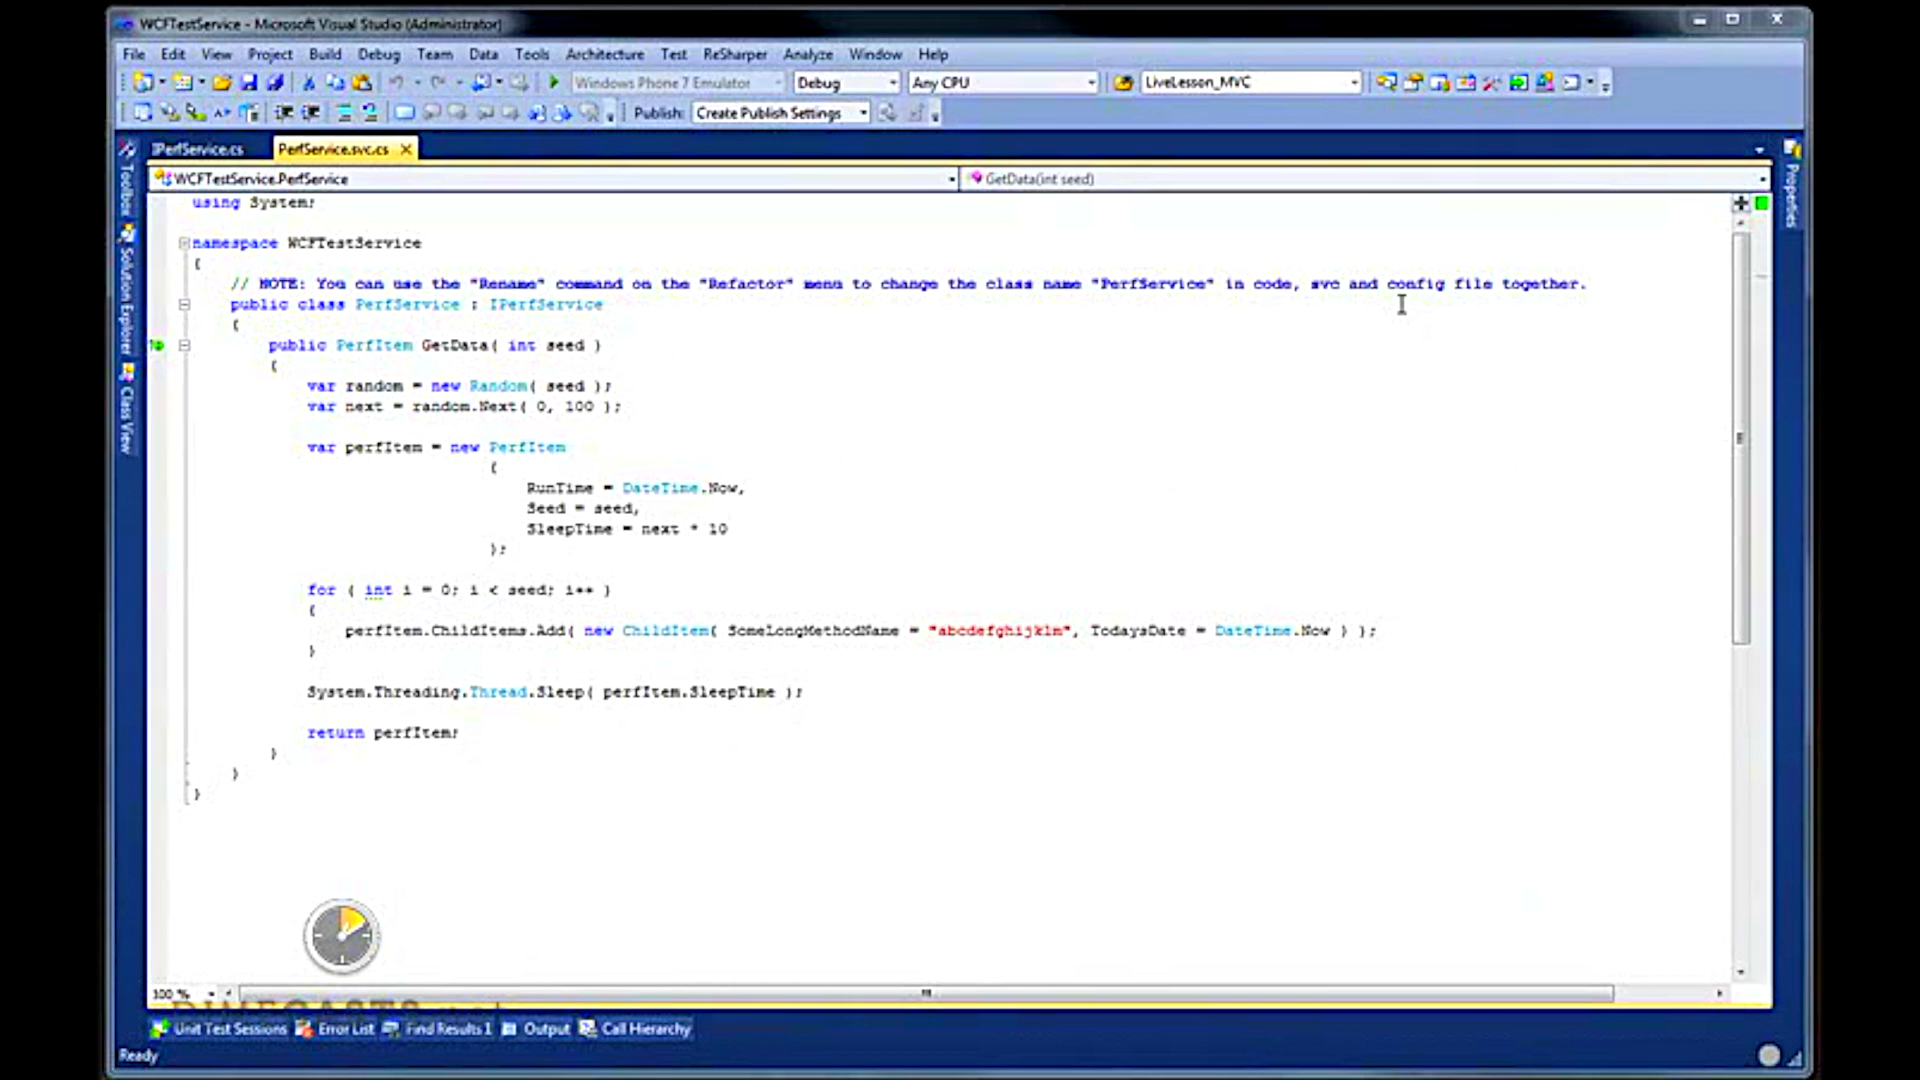 WCFTestService - Microsoft Visual Studio (Administrator)
File Edit View Project Build Debug Team Data Tools Architecture Test ReSharper Analyze Window Help
Windows Phone 7 Emulator Debug Any CPU LiveLesson_MVC
Publish: Create Publish Settings
IPerfService.cs PerfService.svc.cs
WCFTestService.PerfService GetData(int seed)
Toolbox
Solution Explorer
Class View
Properties
using System;
namespace WCFTestService
{
// NOTE: You can use the "Rename" command on the "Refactor" menu to change the class name "PerfService" in code, svc and config file together.
public class PerfService : IPerfService
{
public PerfItem GetData( int seed )
{
var random = new Random( seed );
var next = random.Next( 0, 100 );
var perfItem = new PerfItem
{
RunTime = DateTime.Now,
Seed = seed,
SleepTime = next * 10
};
for ( int i = 0; i < seed; i++ )
{
perfItem.ChildItems.Add( new ChildItem{ SomeLongMethodName = "abcdefghijklm", TodaysDate = DateTime.Now } );
}
System.Threading.Thread.Sleep( perfItem.SleepTime );
return perfItem;
}
}
}
100 %
Unit Test Sessions Error List Find Results 1 Output Call Hierarchy
Ready